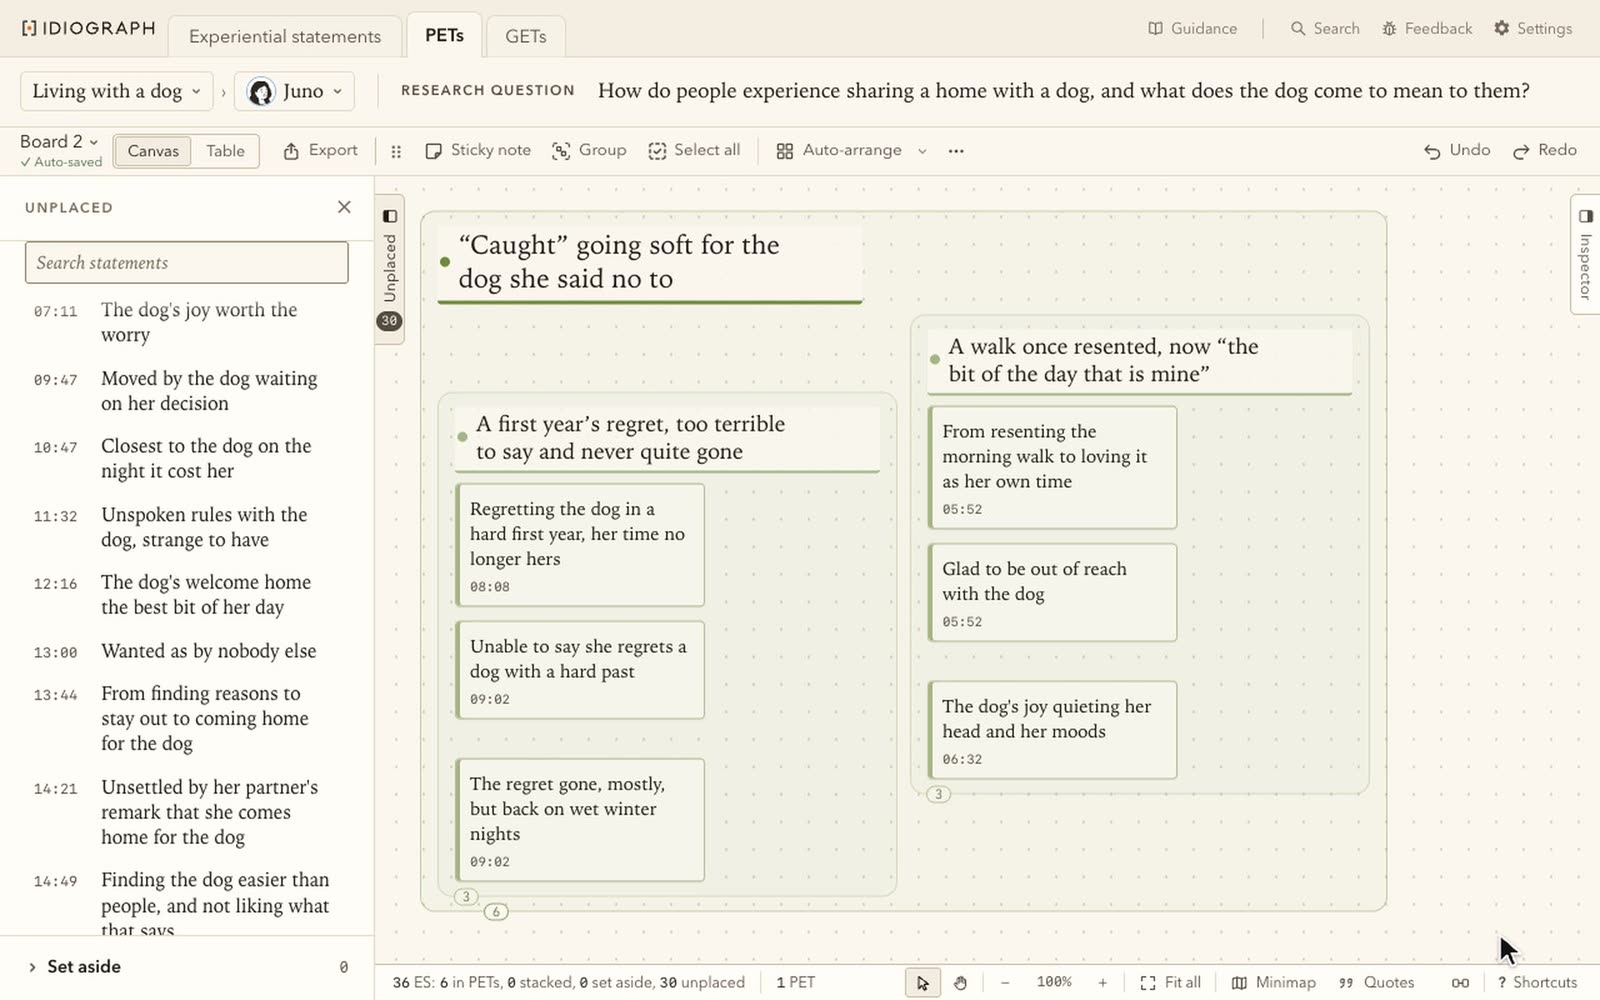 IDIOGRAPH
Experiential statements
PETs
GETs
Guidance
Search
Feedback
Settings
Living with a dog
›
Juno
RESEARCH QUESTION
How do people experience sharing a home with a dog, and what does the dog come to mean to them?
Board 2
✓ Auto-saved
Canvas
Table
Export
Sticky note
Group
Select all
Auto-arrange
Undo
Redo
UNPLACED
Search statements
07:11 The dog's joy worth the
worry
09:47 Moved by the dog waiting
on her decision
10:47 Closest to the dog on the
night it cost her
11:32 Unspoken rules with the
dog, strange to have
12:16 The dog's welcome home
the best bit of her day
13:00 Wanted as by nobody else
13:44 From finding reasons to
stay out to coming home
for the dog
14:21 Unsettled by her partner's
remark that she comes
home for the dog
14:49 Finding the dog easier than
people, and not liking what
that says
Set aside 0
Unplaced
30
“Caught” going soft for the
dog she said no to
A first year’s regret, too terrible
to say and never quite gone
Regretting the dog in a
hard first year, her time no
longer hers
08:08
Unable to say she regrets a
dog with a hard past
09:02
The regret gone, mostly,
but back on wet winter
nights
09:02
3
6
A walk once resented, now “the
bit of the day that is mine”
From resenting the
morning walk to loving it
as her own time
05:52
Glad to be out of reach
with the dog
05:52
The dog's joy quieting her
head and her moods
06:32
3
Inspector
36 ES: 6 in PETs, 0 stacked, 0 set aside, 30 unplaced
1 PET
− 100% +
Fit all
Minimap
Quotes
? Shortcuts